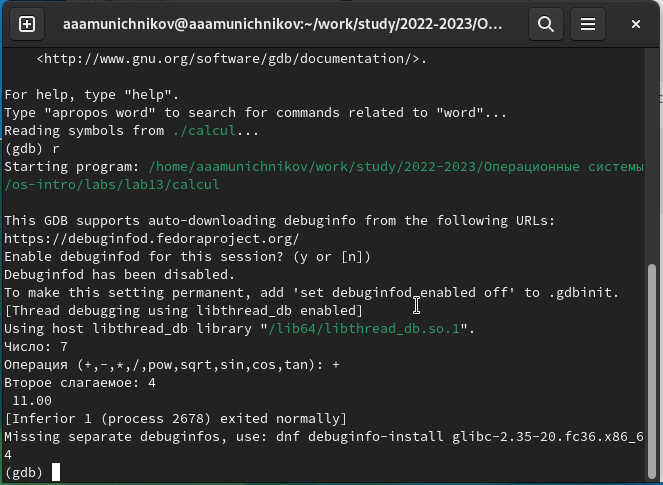 aaamunichnikov@aaamunichnikov:~/work/study/2022-2023/О...
<http://www.gnu.org/software/gdb/documentation/>.
For help, type "help".
Type "apropos word" to search for commands related to "word"...
Reading symbols from ./calcul...
(gdb) r
Starting program: /home/aaamunichnikov/work/study/2022-2023/Операционные системы
/os-intro/labs/lab13/calcul
This GDB supports auto-downloading debuginfo from the following URLs:
https://debuginfod.fedoraproject.org/
Enable debuginfod for this session? (y or [n])
Debuginfod has been disabled.
To make this setting permanent, add 'set debuginfod enabled off' to .gdbinit.
[Thread debugging using libthread_db enabled]
Using host libthread_db library "/lib64/libthread_db.so.1".
Число: 7
Операция (+,-,*,/,pow,sqrt,sin,cos,tan): +
Второе слагаемое: 4
11.00
[Inferior 1 (process 2678) exited normally]
Missing separate debuginfos, use: dnf debuginfo-install glibc-2.35-20.fc36.x86_6
4
(gdb)